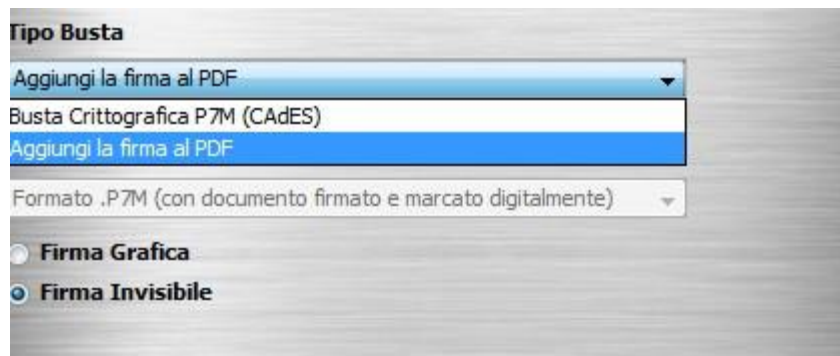 Tipo Busta
Aggiungi la firma al PDF
Busta Crittografica P7M (CAdES)
Aggiungi la firma al PDF
Formato .P7M (con documento firmato e marcato digitalmente)
Firma Grafica
Firma Invisibile